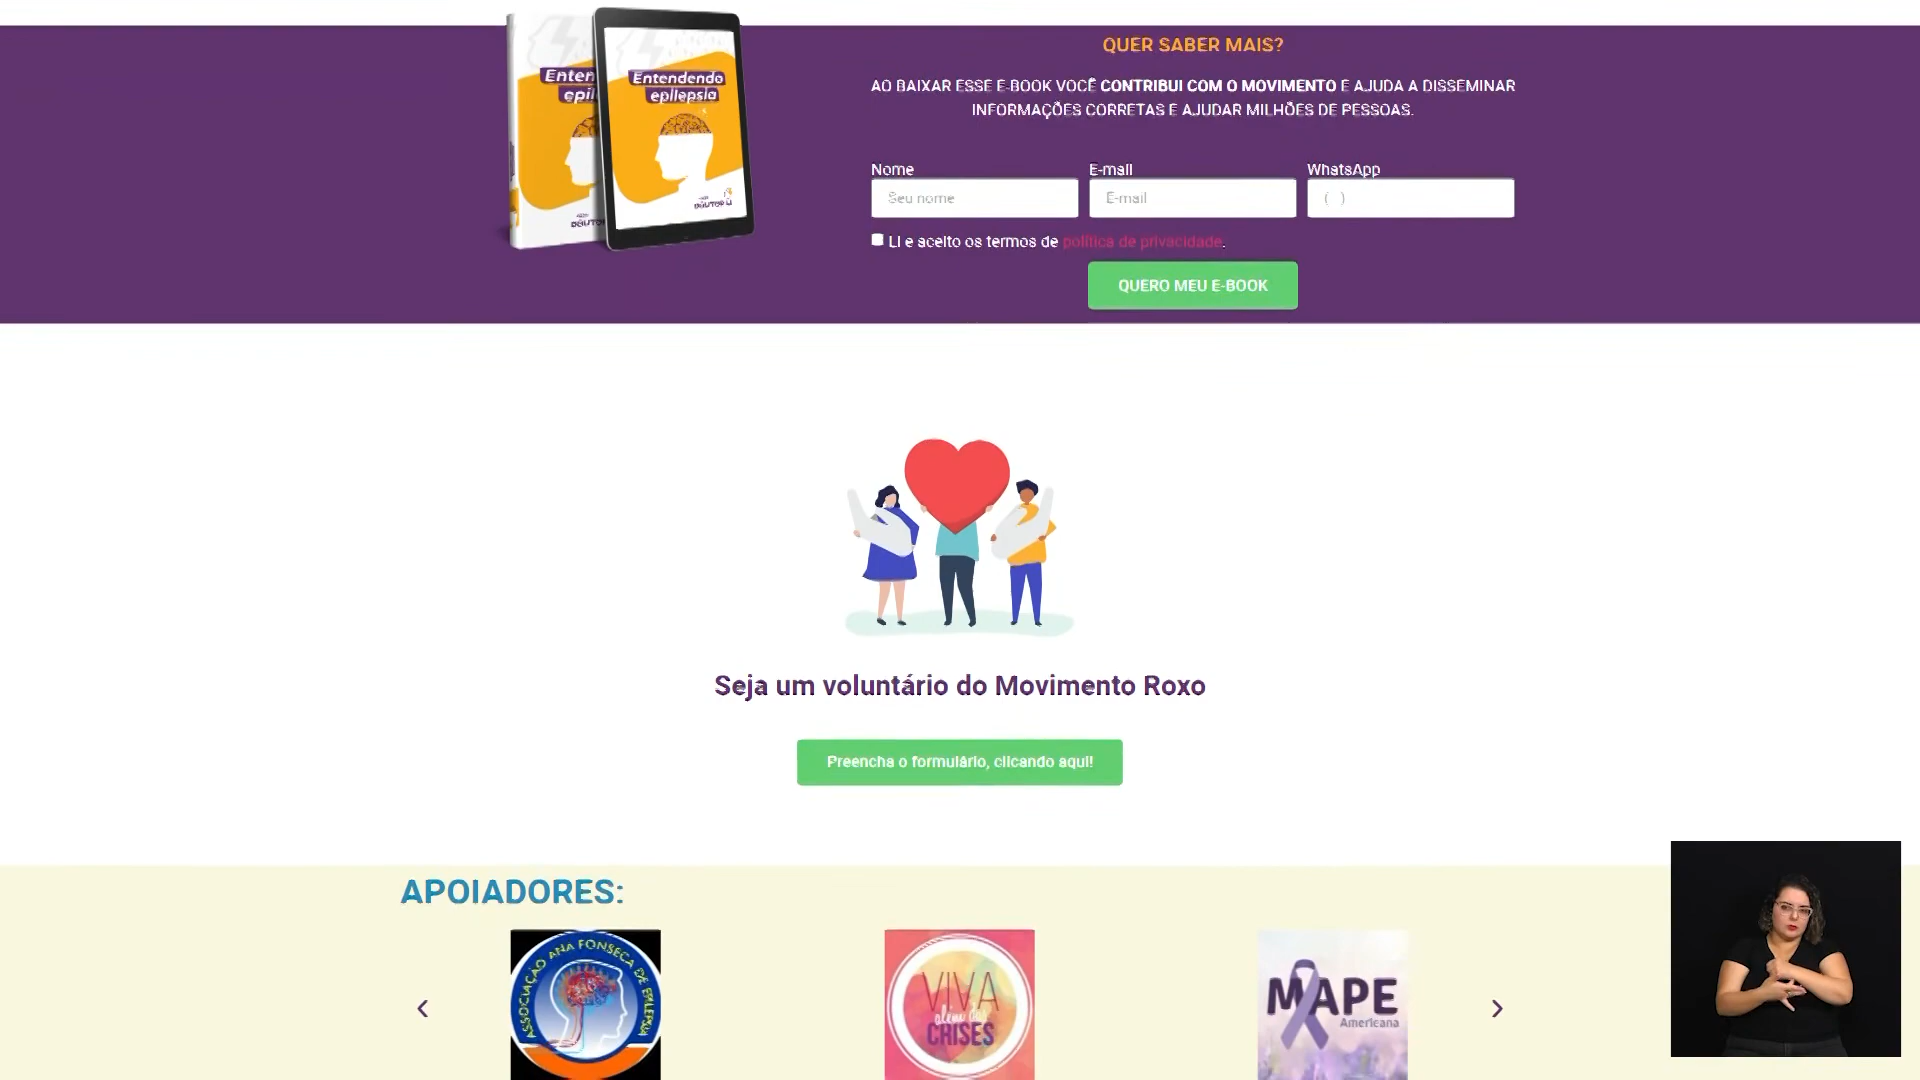 Entendendo
epilepsia
QUER SABER MAIS?
AO BAIXAR ESSE E-BOOK VOCÊ CONTRIBUI COM O MOVIMENTO E AJUDA A DISSEMINAR
INFORMAÇÕES CORRETAS E AJUDAR MILHÕES DE PESSOAS.
Nome
E-mail
WhatsApp
Seu nome
E-mail
( )
Li e aceito os termos de política de privacidade.
QUERO MEU E-BOOK
Seja um voluntário do Movimento Roxo
Preencha o formulário, clicando aqui!
APOIADORES:
ASSOCIAÇÃO ANA FONSECA DE EPILEPSIA
VIVA
além das
CRISES
MAPE
Americana